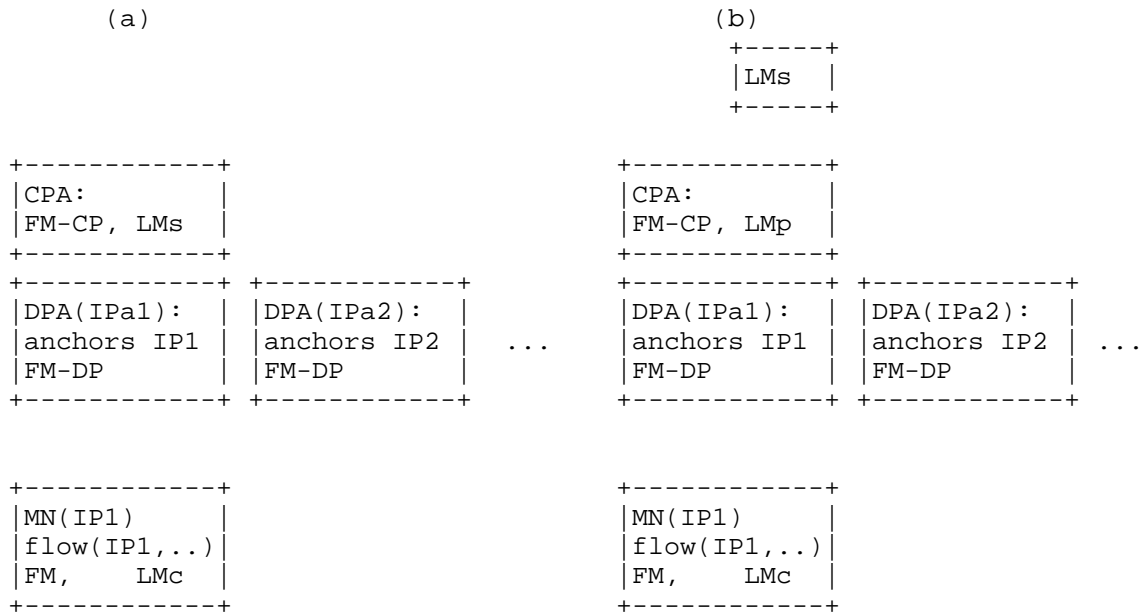 (a)                                     (b)
                                         +-----+
                                         |LMs  |
                                         +-----+

+------------+                           +------------+
|CPA:        |                           |CPA:        |
|FM-CP, LMs  |                           |FM-CP, LMp  |
+------------+                           +------------+
+------------+ +------------+            +------------+ +------------+
|DPA(IPa1):  | |DPA(IPa2):  |            |DPA(IPa1):  | |DPA(IPa2):  |
|anchors IP1 | |anchors IP2 |  ...       |anchors IP1 | |anchors IP2 | ...
|FM-DP       | |FM-DP       |            |FM-DP       | |FM-DP       |
+------------+ +------------+            +------------+ +------------+

+------------+                           +------------+
|MN(IP1)     |                           |MN(IP1)     |
|flow(IP1,..)|                           |flow(IP1,..)|
|FM,     LMc |                           |FM,     LMc |
+------------+                           +------------+